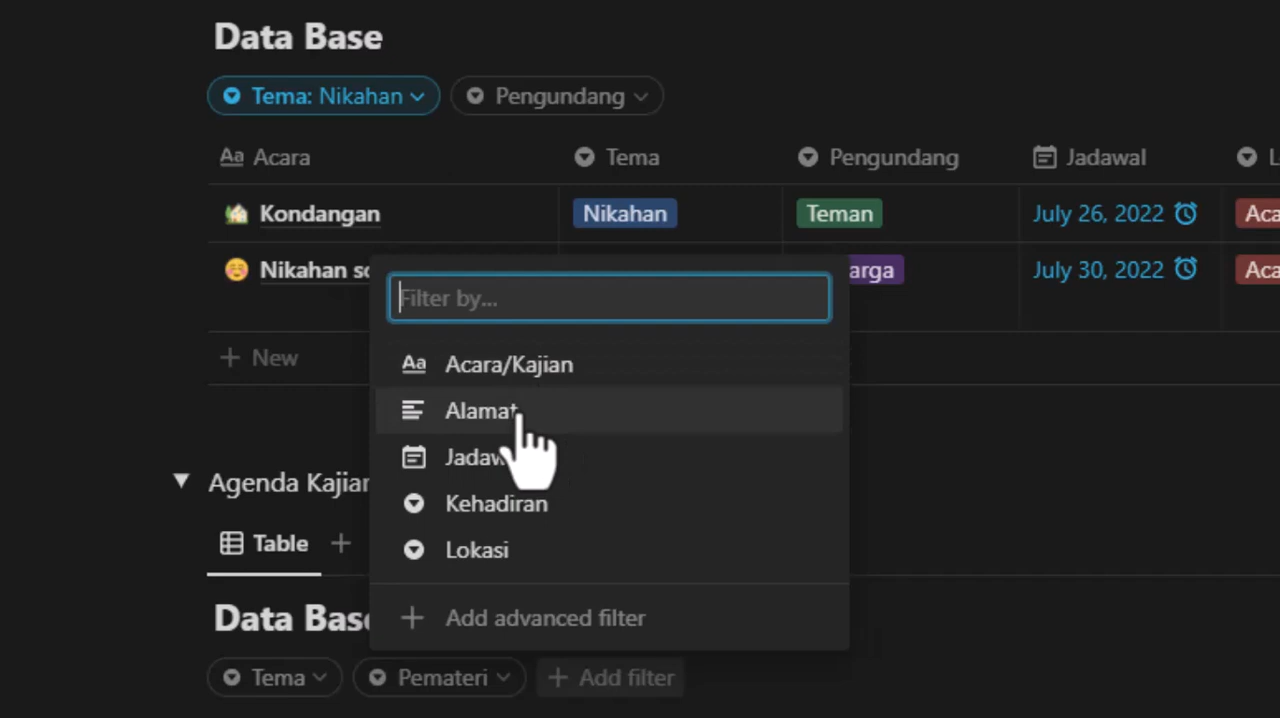 Data Base
Tema: Nikahan Pengundang
Aa Acara Tema Pengundang Jadawal
Kondangan Nikahan Teman July 26, 2022
Nikahan July 30, 2022
Filter by...
+ New
Aa Acara/Kajian
Alamat
Kehadiran
Lokasi
+ Add advanced filter
Agenda Kajian
Table +
Data Base
Tema Pemateri + Add filter